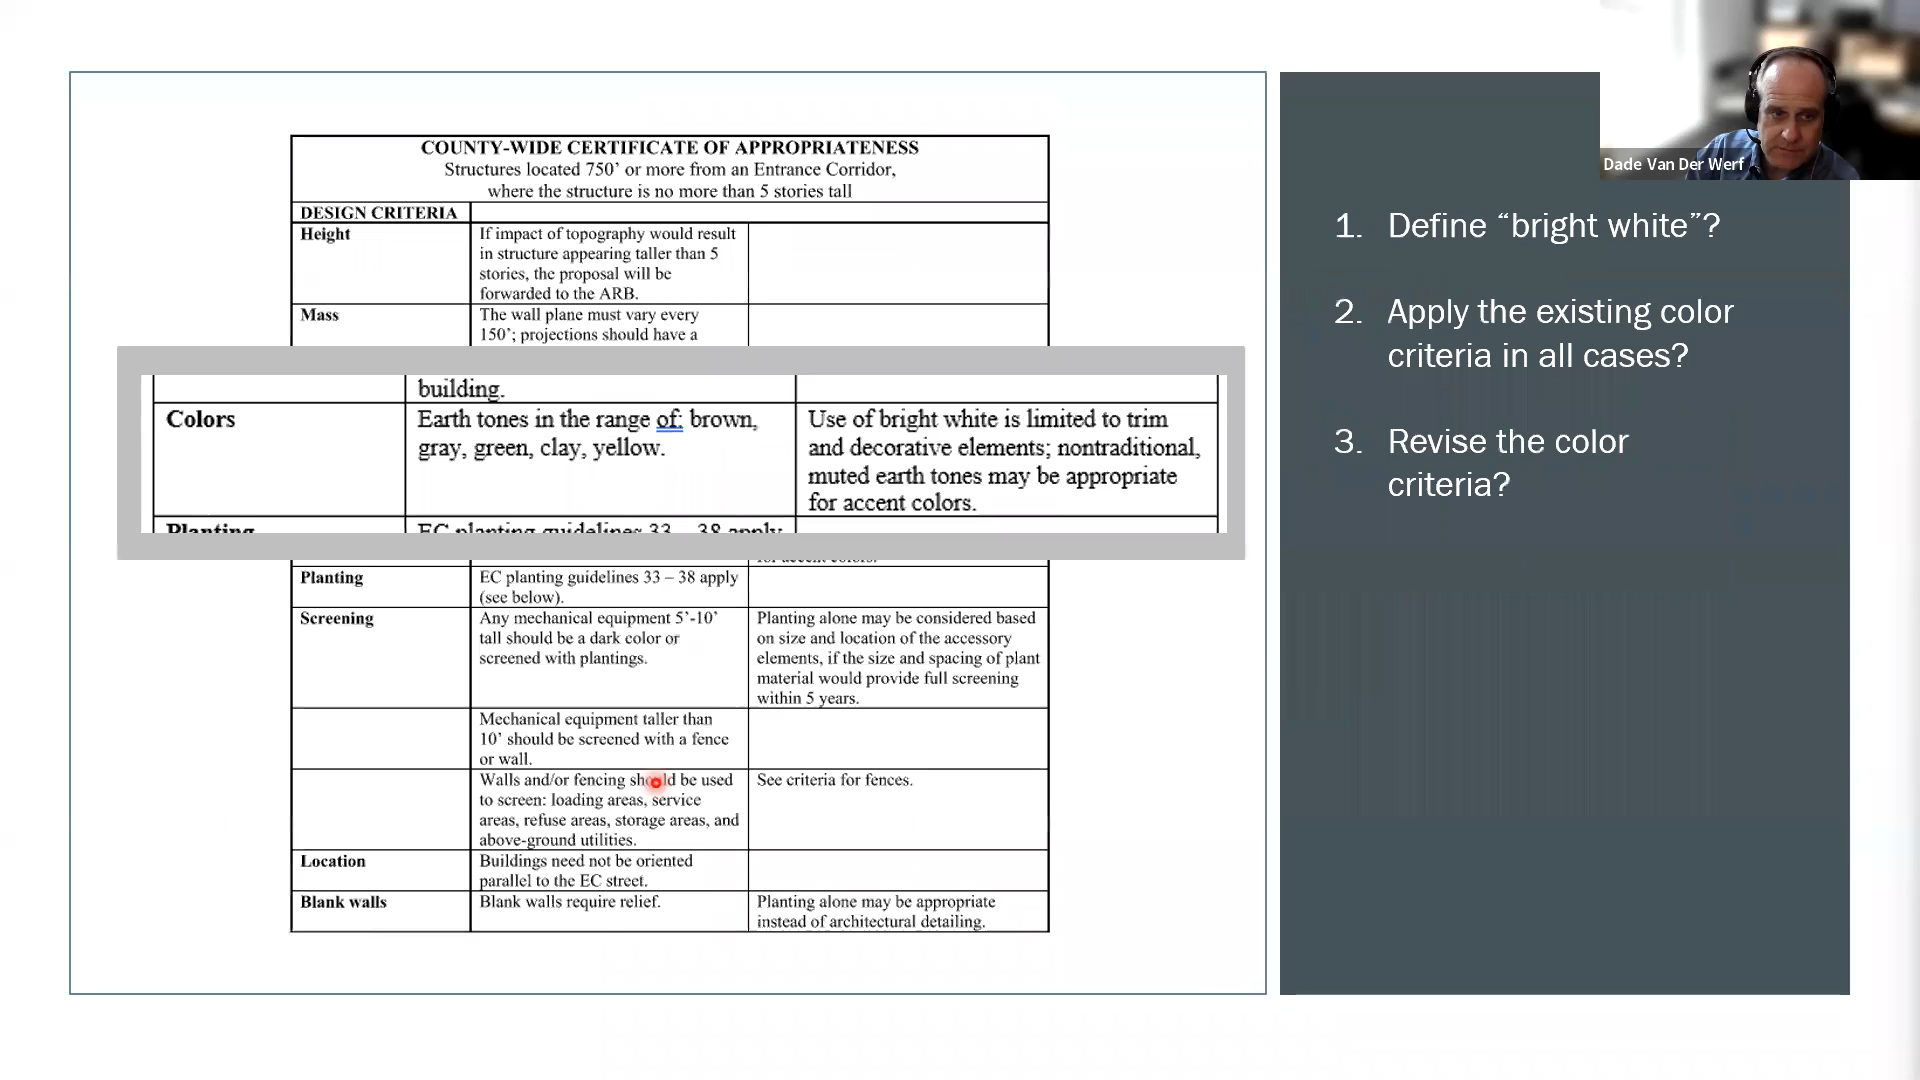 COUNTY-WIDE CERTIFICATE OF APPROPRIATENESS
Structures located 750’ or more from an Entrance Corridor,
where the structure is no more than 5 stories tall
DESIGN CRITERIA
Height
If impact of topography would result
in structure appearing taller than 5
stories, the proposal will be
forwarded to the ARB.
Mass
The wall plane must vary every
150’; projections should have a
building.
Colors
Earth tones in the range of: brown,
gray, green, clay, yellow.
Use of bright white is limited to trim
and decorative elements; nontraditional,
muted earth tones may be appropriate
for accent colors.
Planting
EC planting guidelines 33 – 38 apply
for accent colors.
Planting
EC planting guidelines 33 – 38 apply
(see below).
Screening
Any mechanical equipment 5’-10’
tall should be a dark color or
screened with plantings.
Planting alone may be considered based
on size and location of the accessory
elements, if the size and spacing of plant
material would provide full screening
within 5 years.
Mechanical equipment taller than
10’ should be screened with a fence
or wall.
Walls and/or fencing should be used
to screen: loading areas, service
areas, refuse areas, storage areas, and
above-ground utilities.
See criteria for fences.
Location
Buildings need not be oriented
parallel to the EC street.
Blank walls
Blank walls require relief.
Planting alone may be appropriate
instead of architectural detailing.
Dade Van Der Werf
1. Define “bright white”?
2. Apply the existing color
criteria in all cases?
3. Revise the color
criteria?